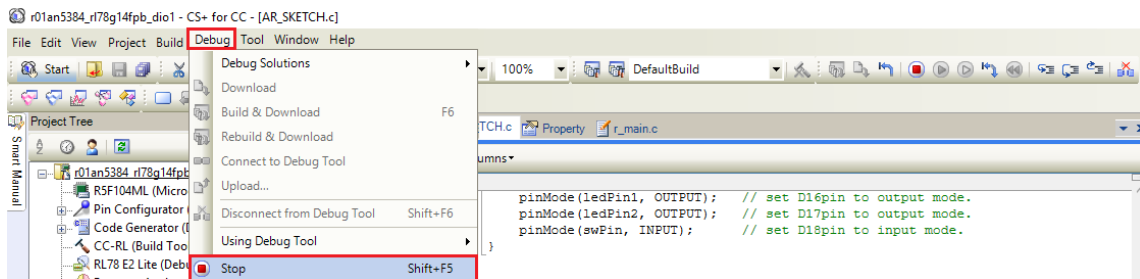 r01an5384_rl78g14fpb_dio1 - CS+ for CC - [AR_SKETCH.c]
File Edit View Project Build Debug Tool Window Help
Start 100% DefaultBuild
Debug Solutions
Download
Build & Download F6
Rebuild & Download
Connect to Debug Tool
Upload...
Disconnect from Debug Tool Shift+F6
Using Debug Tool
Stop Shift+F5
Smart Manual
Project Tree
r01an5384_rl78g14fpb
R5F104ML (Micro
Pin Configurator
Code Generator (
CC-RL (Build Too
RL78 E2 Lite (Deb
TCH.c Property r_main.c
umns
pinMode(ledPin1, OUTPUT); // set D16pin to output mode.
pinMode(ledPin2, OUTPUT); // set D17pin to output mode.
pinMode(swPin, INPUT); // set D18pin to input mode.
}